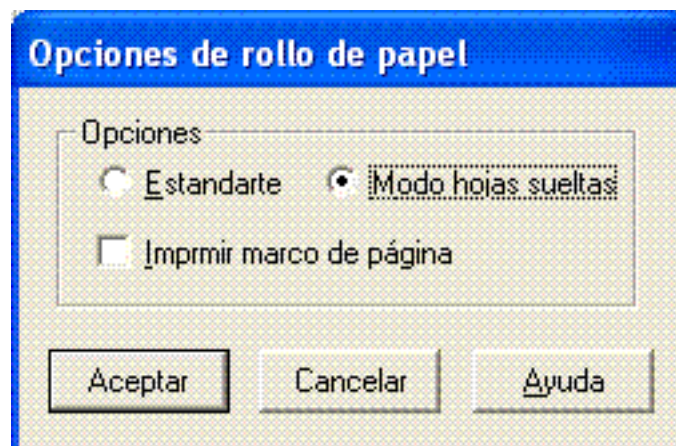 Opciones de rollo de papel
Opciones
Estandarte Modo hojas sueltas
Imprmir marco de página
Aceptar Cancelar Ayuda